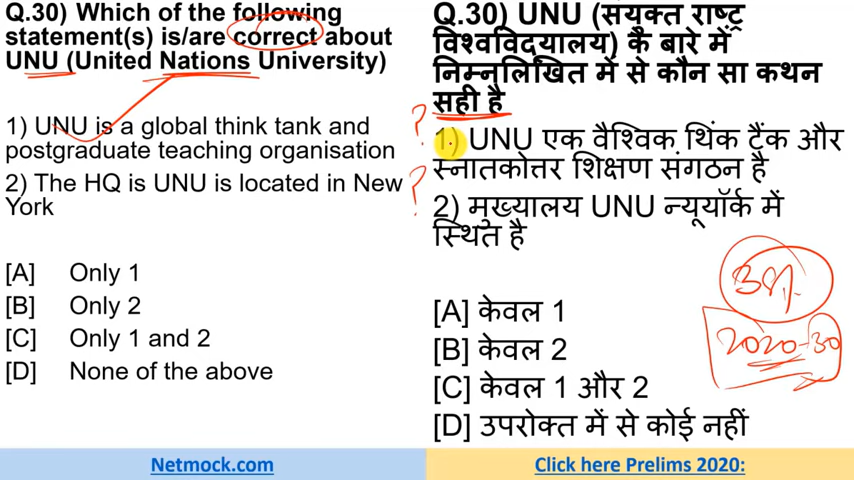 Q.30) Which of the following
statement(s) is/are correct about
UNU (United Nations University)
1) UNU is a global think tank and
postgraduate teaching organisation
2) The HQ is UNU is located in New
York
[A] Only 1
[B] Only 2
[C] Only 1 and 2
[D] None of the above
Q.30) UNU (संयुक्त राष्ट्र
विश्वविद्यालय) के बारे में
निम्नलिखित में से कौन सा कथन
सही है
?
1) UNU एक वैश्विक थिंक टैंक और
स्नातकोत्तर शिक्षण संगठन है
?
2) मुख्यालय UNU न्यूयॉर्क में
स्थित है
[A] केवल 1
[B] केवल 2
[C] केवल 1 और 2
[D] उपरोक्त में से कोई नहीं
2020-30
Netmock.com
Click here Prelims 2020: